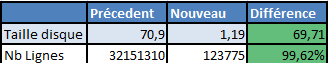 Précedent Nouveau Différence
Taille disque 70,9 1,19 69,71
Nb Lignes 32151310 123775 99,62%